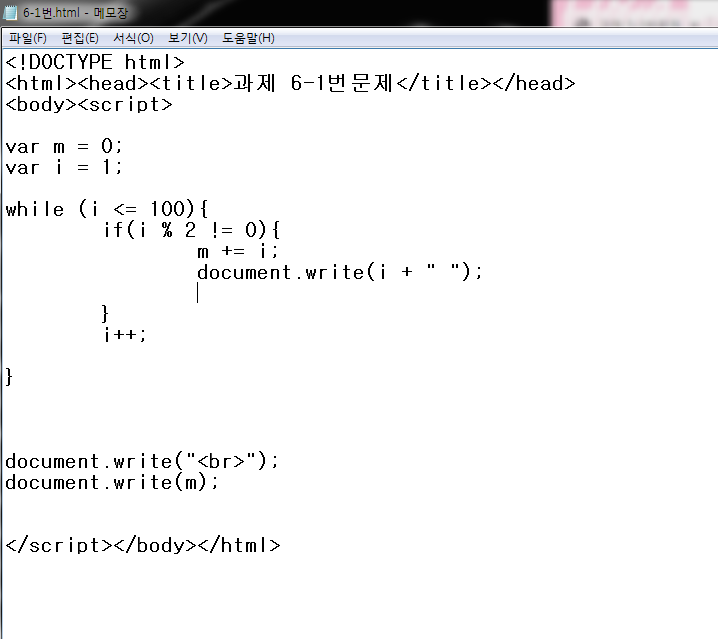 6-1번.html - 메모장
파일(F) 편집(E) 서식(O) 보기(V) 도움말(H)
<!DOCTYPE html>
<html><head><title>과제 6-1번문제</title></head>
<body><script>
var m = 0;
var i = 1;
while (i <= 100){
if(i % 2 != 0){
m += i;
document.write(i + " ");
}
i++;
}
document.write("<br>");
document.write(m);
</script></body></html>